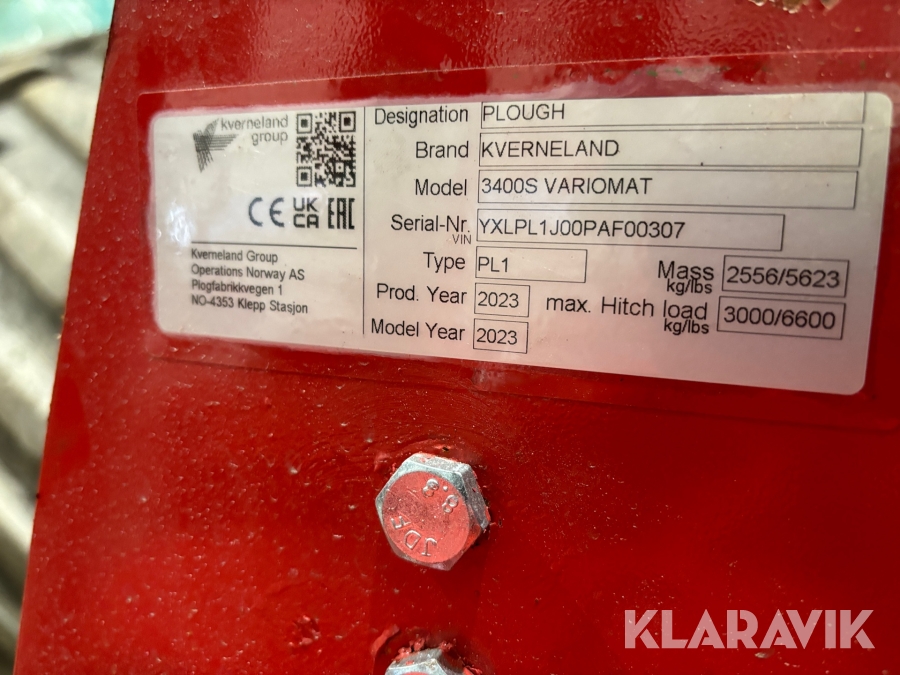 kverneland
group
CE UK CA EAC
Kverneland Group
Operations Norway AS
Plogfabrikkvegen 1
NO-4353 Klepp Stasjon
Designation PLOUGH
Brand KVERNELAND
Model 3400S VARIOMAT
Serial-Nr. VIN YXLPL1J00PAF00307
Type PL1
Mass kg/lbs 2556/5623
Prod. Year 2023
max. Hitch load kg/lbs 3000/6600
Model Year 2023
8.8
JDS
KLARAVIK